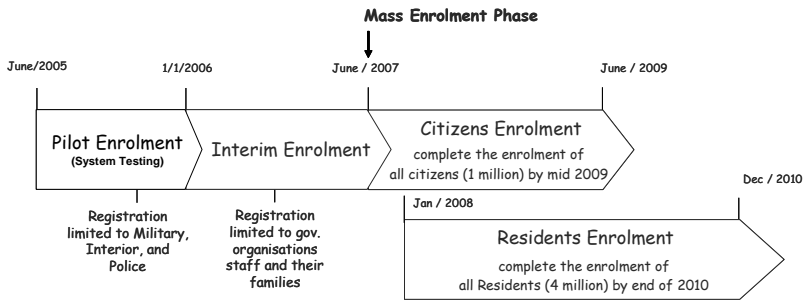 Mass Enrolment Phase
June/2005
1/1/2006
June / 2007
June / 2009
Pilot Enrolment
(System Testing)
Interim Enrolment
Citizens Enrolment
complete the enrolment of
all citizens (1 million) by mid 2009
Registration
limited to Military,
Interior, and
Police
Registration
limited to gov.
organisations
staff and their
families
Jan / 2008
Dec / 2010
Residents Enrolment
complete the enrolment of
all Residents (4 million) by end of 2010